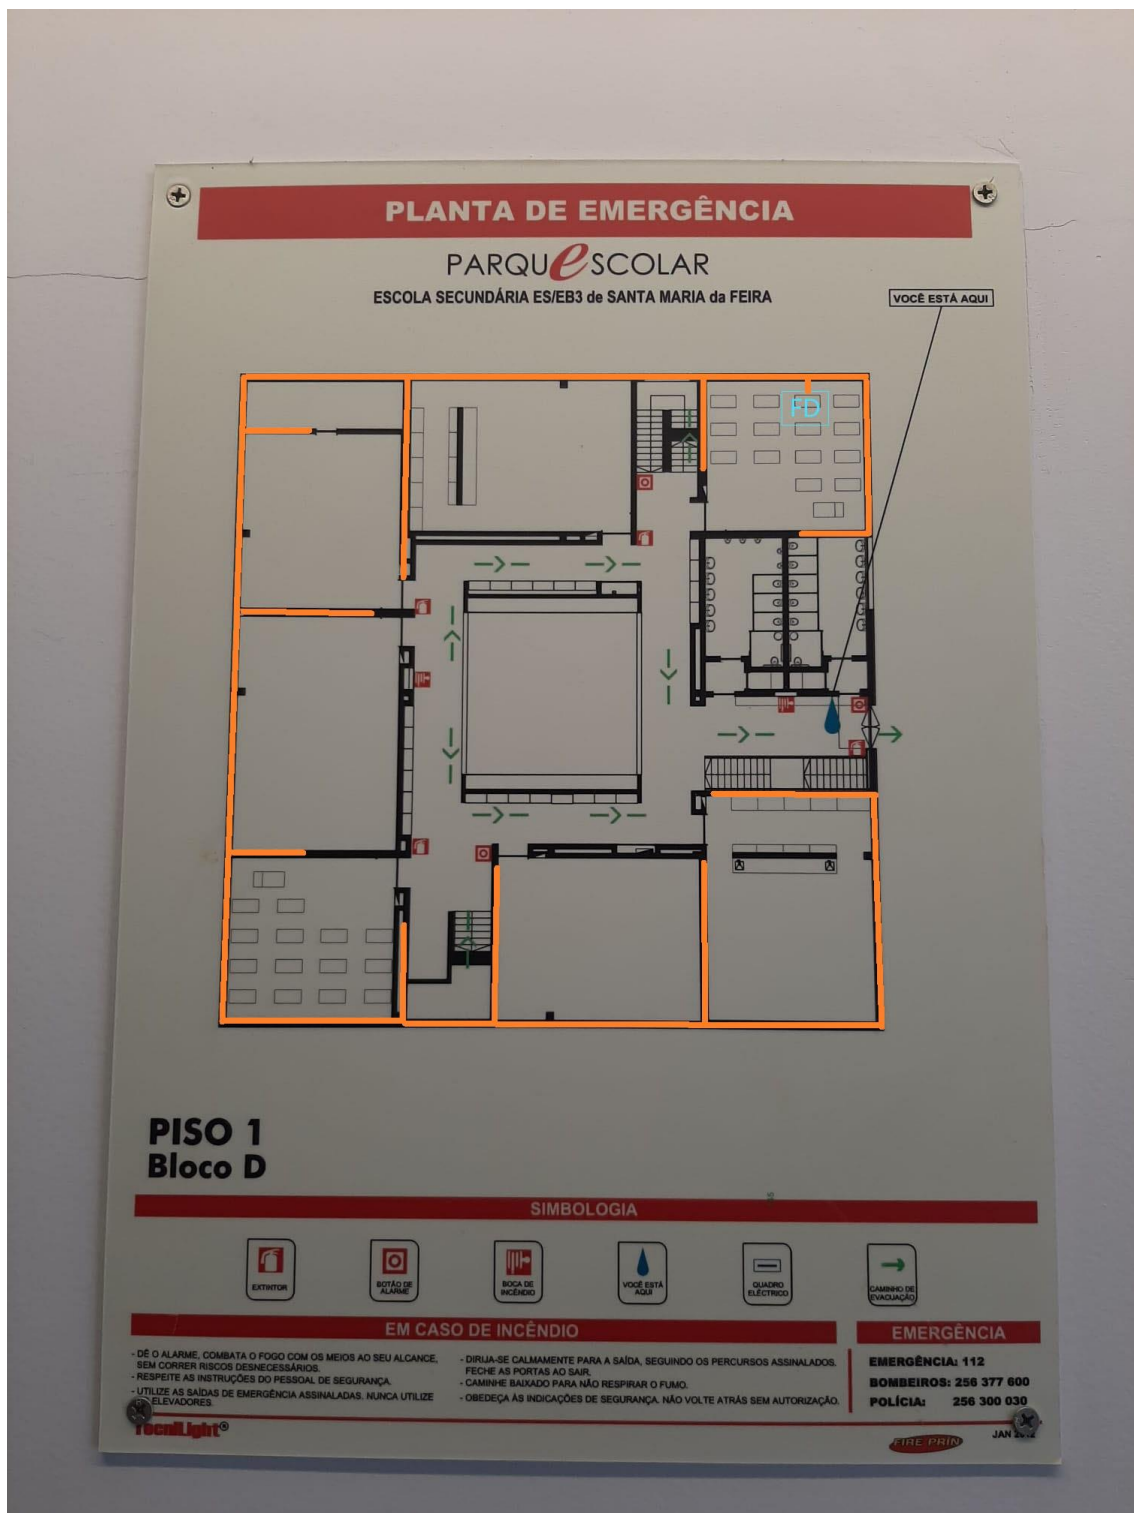 PLANTA DE EMERGÊNCIA
PARQUeSCOLAR
ESCOLA SECUNDÁRIA ES/EB3 de SANTA MARIA da FEIRA
VOCÊ ESTÁ AQUI
FD
PISO 1
Bloco D
SIMBOLOGIA
EXTINTOR
BOTÃO DE
ALARME
BOCA DE
INCÊNDIO
VOCÊ ESTÁ
AQUI
QUADRO
ELÉCTRICO
CAMINHO DE
EVACUAÇÃO
EM CASO DE INCÊNDIO
- DÊ O ALARME, COMBATA O FOGO COM OS MEIOS AO SEU ALCANCE,
SEM CORRER RISCOS DESNECESSÁRIOS.
- RESPEITE AS INSTRUÇÕES DO PESSOAL DE SEGURANÇA.
- UTILIZE AS SAÍDAS DE EMERGÊNCIA ASSINALADAS. NUNCA UTILIZE
ELEVADORES.
- DIRIJA-SE CALMAMENTE PARA A SAÍDA, SEGUINDO OS PERCURSOS ASSINALADOS.
FECHE AS PORTAS AO SAIR.
- CAMINHE BAIXADO PARA NÃO RESPIRAR O FUMO.
- OBEDEÇA ÀS INDICAÇÕES DE SEGURANÇA. NÃO VOLTE ATRÁS SEM AUTORIZAÇÃO.
EMERGÊNCIA
EMERGÊNCIA: 112
BOMBEIROS: 256 377 600
POLÍCIA: 256 300 030
TecniLight®
FIRE PRIN
JAN